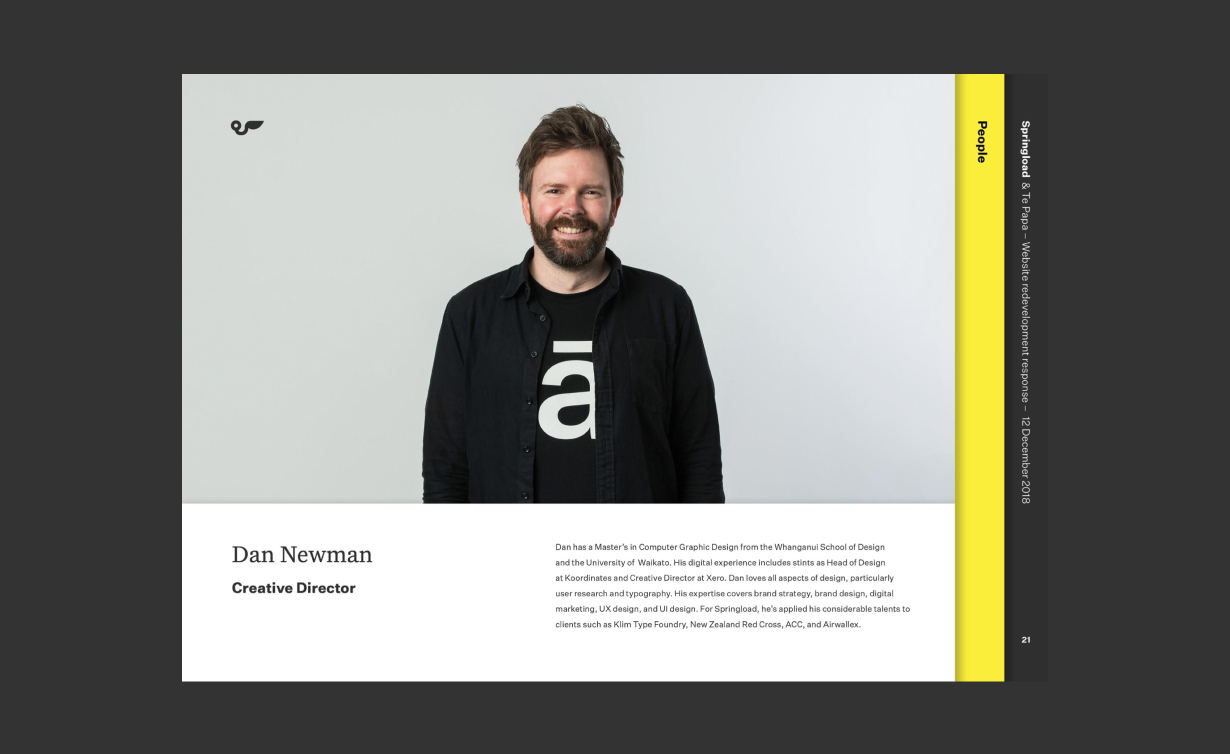 ā
Dan Newman
Creative Director
Dan has a Master's in Computer Graphic Design from the Whanganui School of Design
and the University of Waikato. His digital experience includes stints as Head of Design
at Koordinates and Creative Director at Xero. Dan loves all aspects of design, particularly
user research and typography. His expertise covers brand strategy, brand design, digital
marketing, UX design, and UI design. For Springload, he's applied his considerable talents to
clients such as Klim Type Foundry, New Zealand Red Cross, ACC, and Airwallex.
People
Springload & Te Papa – Website redevelopment response – 12 December 2018
21